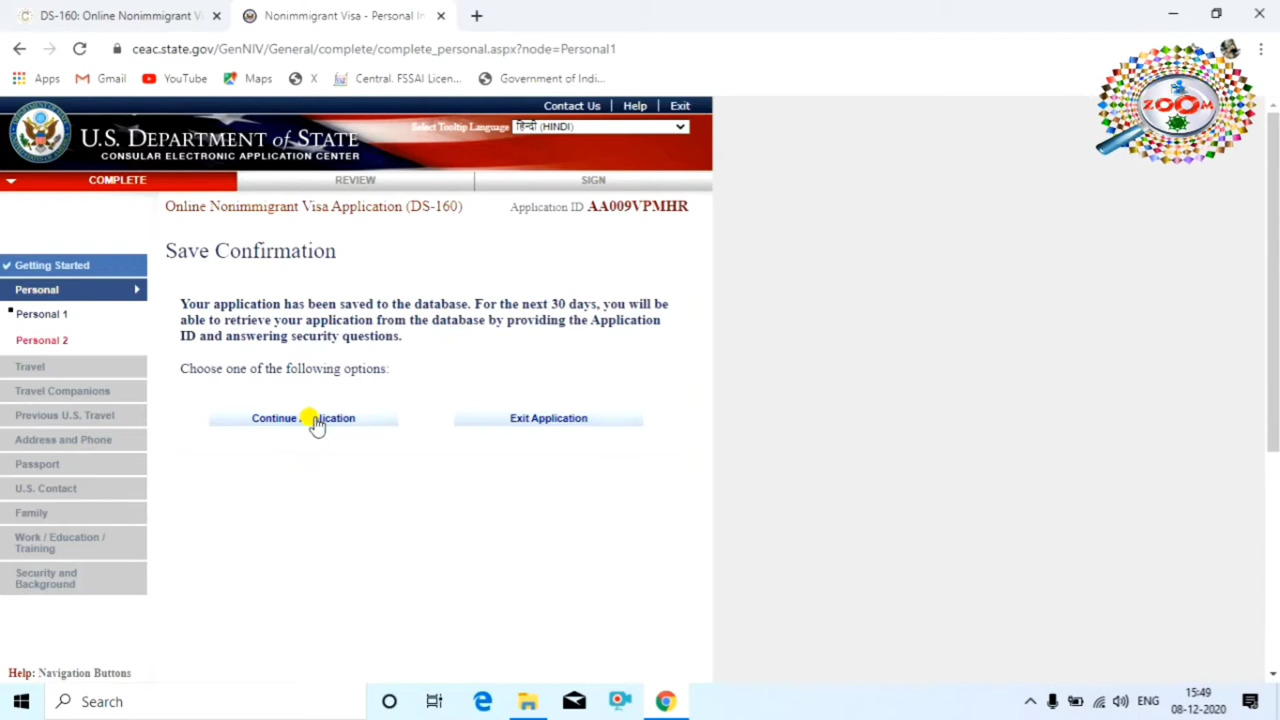 DS-160: Online Nonimmigrant V
Nonimmigrant Visa - Personal In
ceac.state.gov/GenNIV/General/complete/complete_personal.aspx?node=Personal1
Apps
Gmail
YouTube
Maps
X
Central. FSSAI Licen...
Government of Indi...
ZOOM
Contact Us | Help | Exit
U.S. DEPARTMENT of STATE
CONSULAR ELECTRONIC APPLICATION CENTER
Select Tooltip Language हिन्दी (HINDI)
COMPLETE
REVIEW
SIGN
Online Nonimmigrant Visa Application (DS-160)
Application ID AA009VPMHR
Save Confirmation
Getting Started
Personal
Personal 1
Personal 2
Travel
Travel Companions
Previous U.S. Travel
Address and Phone
Passport
U.S. Contact
Family
Work / Education /
Training
Security and
Background
Your application has been saved to the database. For the next 30 days, you will be
able to retrieve your application from the database by providing the Application
ID and answering security questions.
Choose one of the following options:
Continue
Exit Application
Help: Navigation Buttons
Search
ENG
15:49
08-12-2020